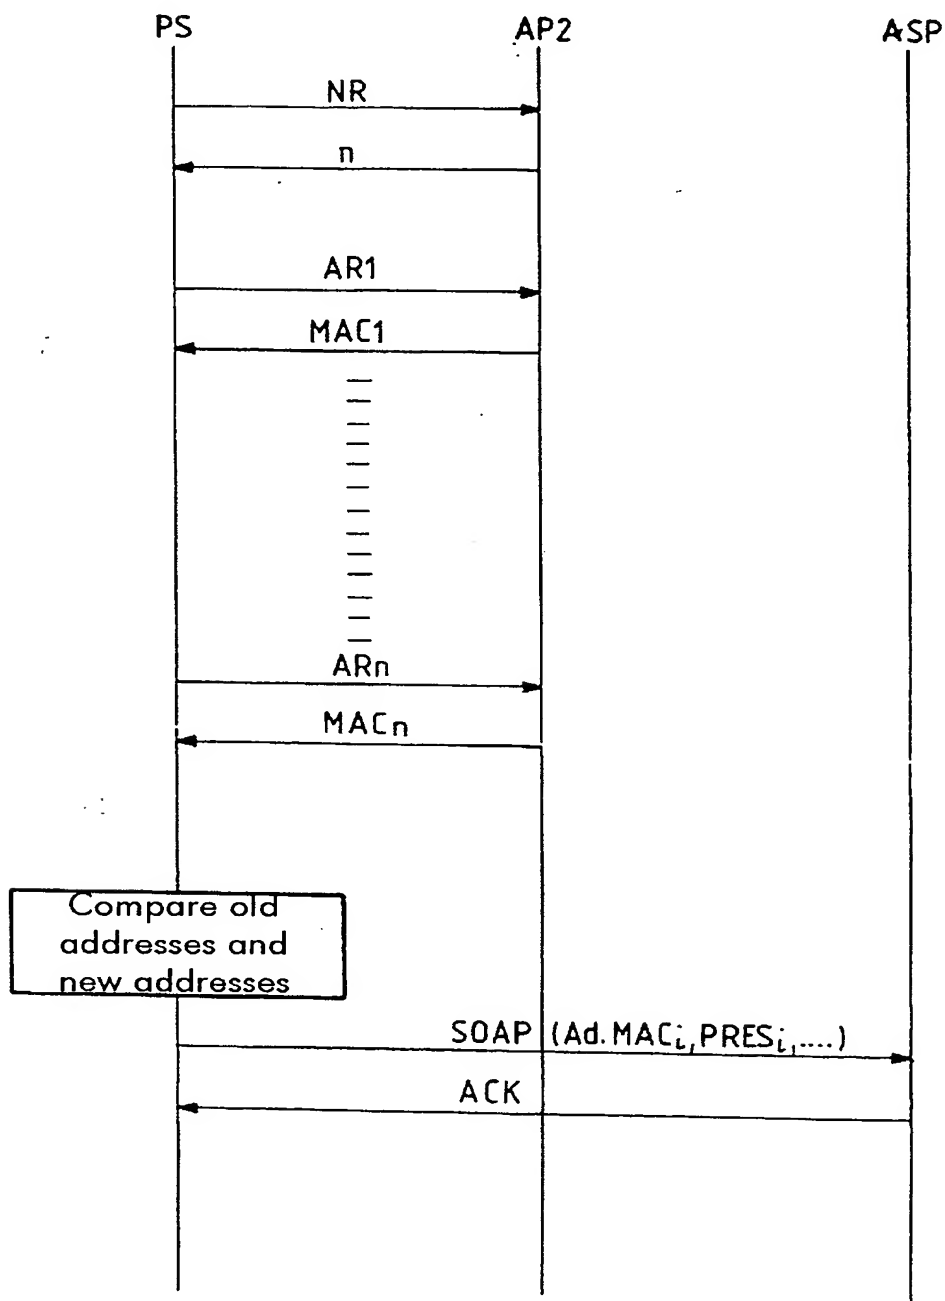 PS AP2 ASP
NR
n
AR1
MAC1
ARn
MACn
Compare old
addresses and
new addresses
SOAP (Ad. MACi, PRESi, ....)
ACK